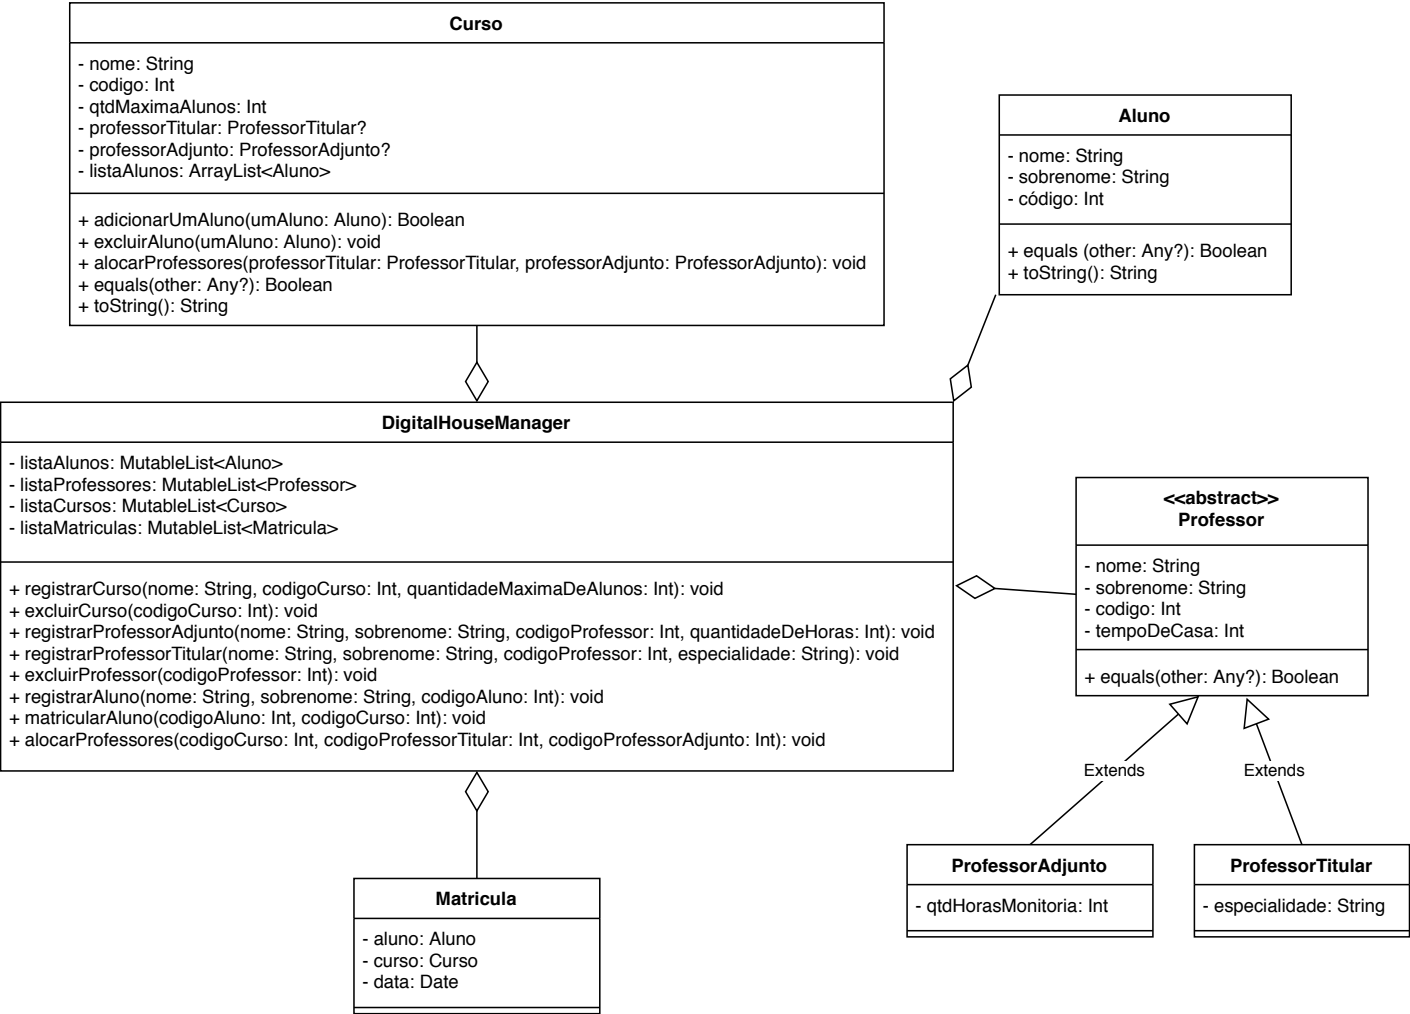 Curso
- nome: String
- codigo: Int
- qtdMaximaAlunos: Int
- professorTitular: ProfessorTitular?
- professorAdjunto: ProfessorAdjunto?
- listaAlunos: ArrayList<Aluno>
+ adicionarUmAluno(umAluno: Aluno): Boolean
+ excluirAluno(umAluno: Aluno): void
+ alocarProfessores(professorTitular: ProfessorTitular, professorAdjunto: ProfessorAdjunto): void
+ equals(other: Any?): Boolean
+ toString(): String
Aluno
- nome: String
- sobrenome: String
- código: Int
+ equals (other: Any?): Boolean
+ toString(): String
DigitalHouseManager
- listaAlunos: MutableList<Aluno>
- listaProfessores: MutableList<Professor>
- listaCursos: MutableList<Curso>
- listaMatriculas: MutableList<Matricula>
+ registrarCurso(nome: String, codigoCurso: Int, quantidadeMaximaDeAlunos: Int): void
+ excluirCurso(codigoCurso: Int): void
+ registrarProfessorAdjunto(nome: String, sobrenome: String, codigoProfessor: Int, quantidadeDeHoras: Int): void
+ registrarProfessorTitular(nome: String, sobrenome: String, codigoProfessor: Int, especialidade: String): void
+ excluirProfessor(codigoProfessor: Int): void
+ registrarAluno(nome: String, sobrenome: String, codigoAluno: Int): void
+ matricularAluno(codigoAluno: Int, codigoCurso: Int): void
+ alocarProfessores(codigoCurso: Int, codigoProfessorTitular: Int, codigoProfessorAdjunto: Int): void
<<abstract>>
Professor
- nome: String
- sobrenome: String
- codigo: Int
- tempoDeCasa: Int
+ equals(other: Any?): Boolean
Extends
Extends
ProfessorAdjunto
- qtdHorasMonitoria: Int
ProfessorTitular
- especialidade: String
Matricula
- aluno: Aluno
- curso: Curso
- data: Date